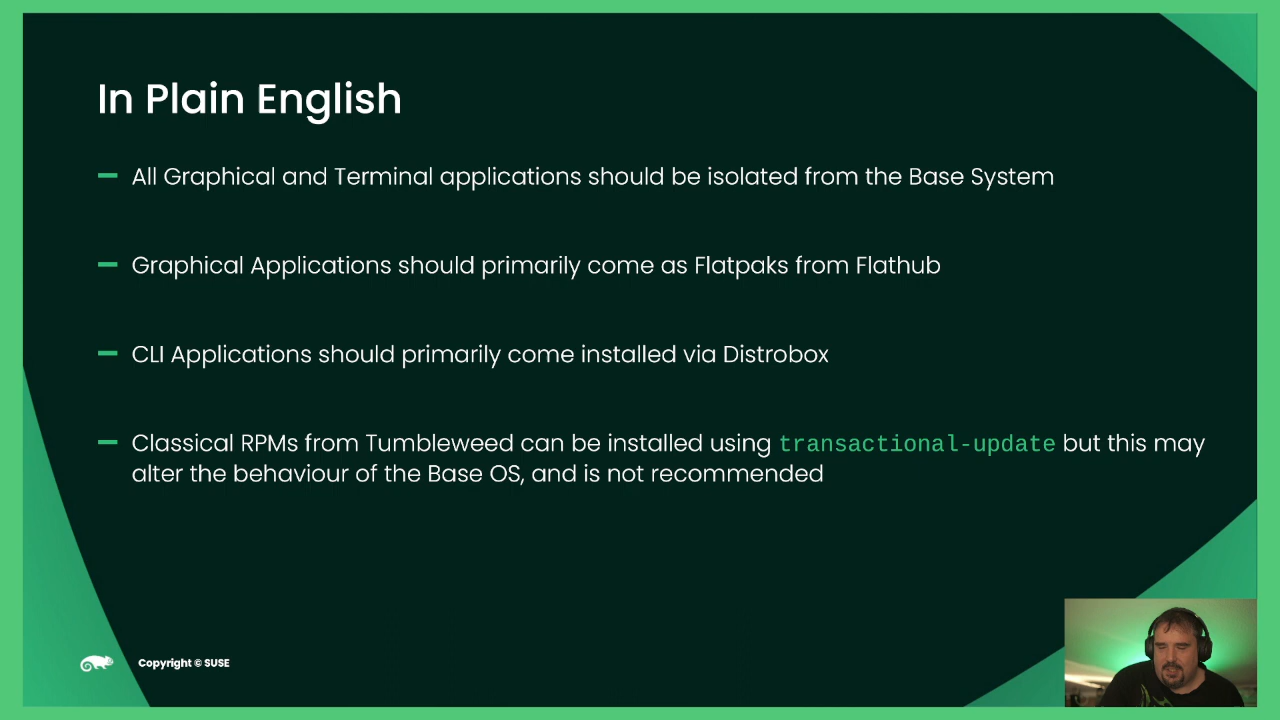 In Plain English
All Graphical and Terminal applications should be isolated from the Base System
Graphical Applications should primarily come as Flatpaks from Flathub
CLI Applications should primarily come installed via Distrobox
Classical RPMs from Tumbleweed can be installed using transactional-update but this may
alter the behaviour of the Base OS, and is not recommended
Copyright © SUSE